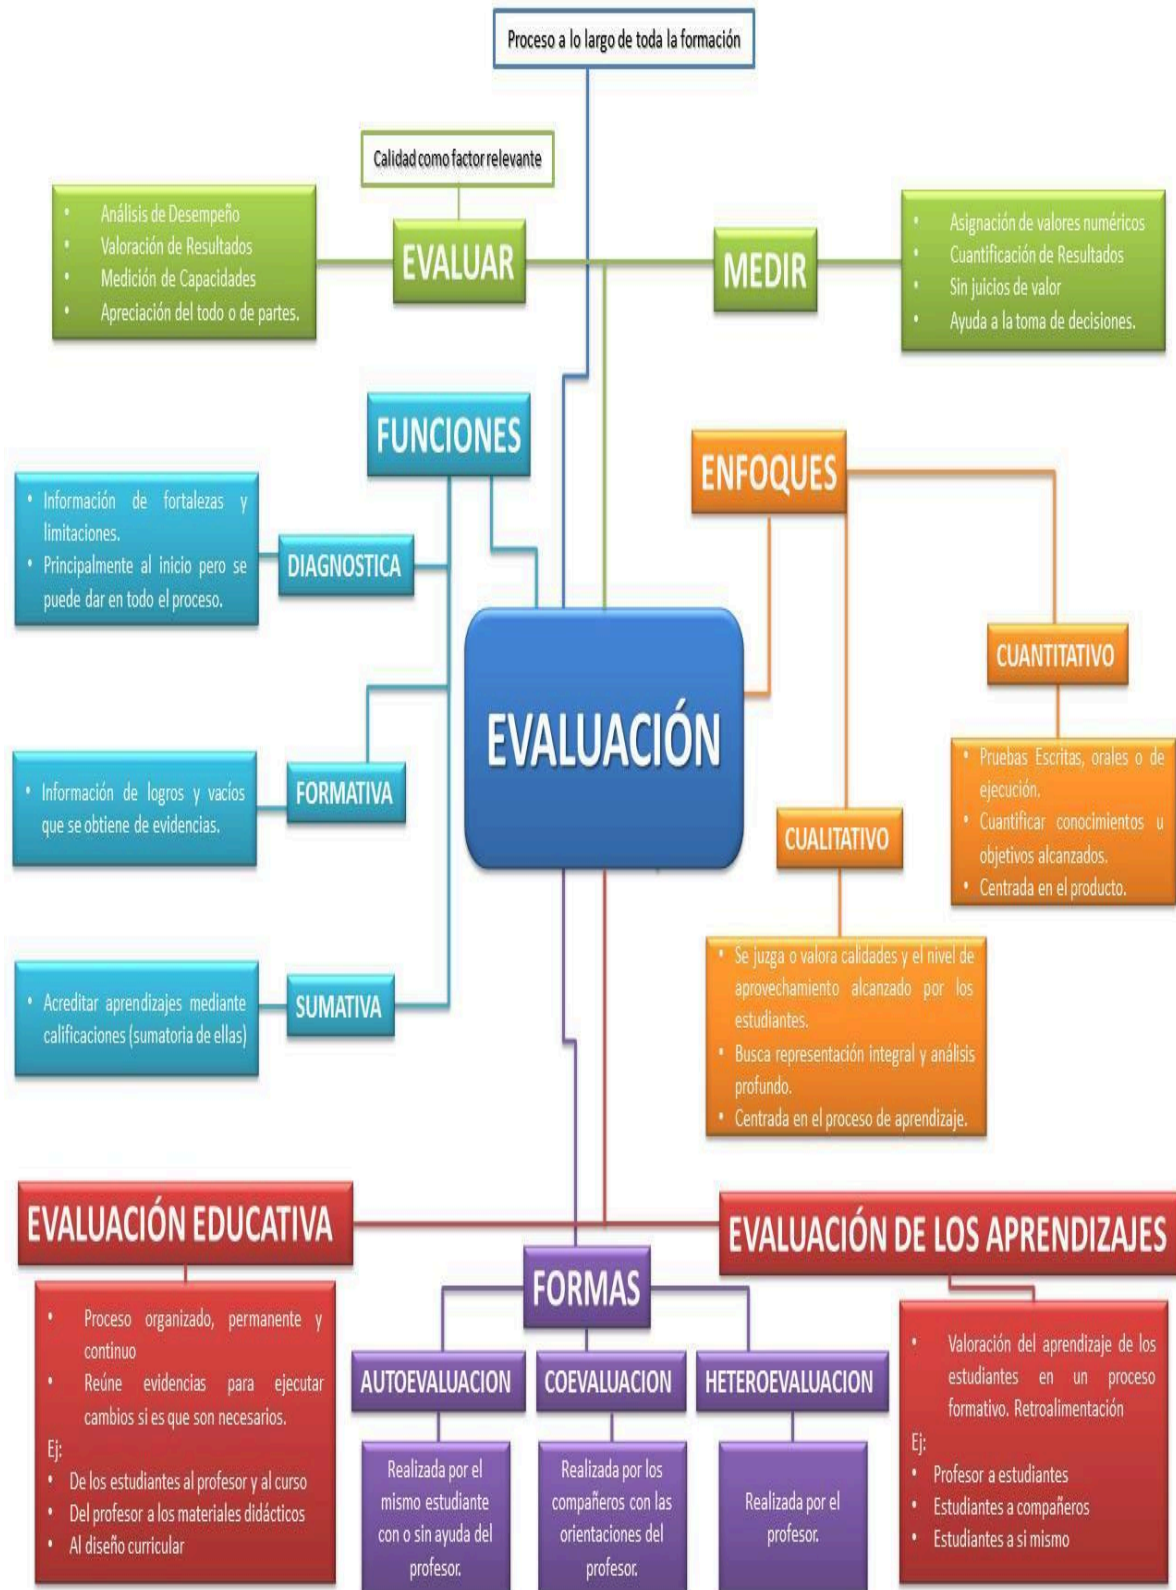 Proceso a lo largo de toda la formación
Calidad como factor relevante
• Análisis de Desempeño
• Valoración de Resultados
• Medición de Capacidades
• Apreciación del todo o de partes.
EVALUAR
MEDIR
• Asignación de valores numéricos
• Cuantificación de Resultados
• Sin juicios de valor
• Ayuda a la toma de decisiones.
FUNCIONES
• Información de fortalezas y
limitaciones.
• Principalmente al inicio pero se
puede dar en todo el proceso.
DIAGNOSTICA
• Información de logros y vacíos
que se obtiene de evidencias.
FORMATIVA
• Acreditar aprendizajes mediante
calificaciones (sumatoria de ellas)
SUMATIVA
EVALUACIÓN
ENFOQUES
CUANTITATIVO
• Pruebas Escritas, orales o de
ejecución.
• Cuantificar conocimientos u
objetivos alcanzados.
• Centrada en el producto.
CUALITATIVO
• Se juzga o valora calidades y el nivel de
aprovechamiento alcanzado por los
estudiantes.
• Busca representación integral y análisis
profundo.
• Centrada en el proceso de aprendizaje.
EVALUACIÓN EDUCATIVA
• Proceso organizado, permanente y
continuo
• Reúne evidencias para ejecutar
cambios si es que son necesarios.
Ej:
• De los estudiantes al profesor y al curso
• Del profesor a los materiales didácticos
• Al diseño curricular
FORMAS
AUTOEVALUACION
Realizada por el
mismo estudiante
con o sin ayuda del
profesor.
COEVALUACION
Realizada por los
compañeros con las
orientaciones del
profesor.
HETEROEVALUACION
Realizada por el
profesor.
EVALUACIÓN DE LOS APRENDIZAJES
• Valoración del aprendizaje de los
estudiantes en un proceso
formativo. Retroalimentación
Ej:
• Profesor a estudiantes
• Estudiantes a compañeros
• Estudiantes a si mismo